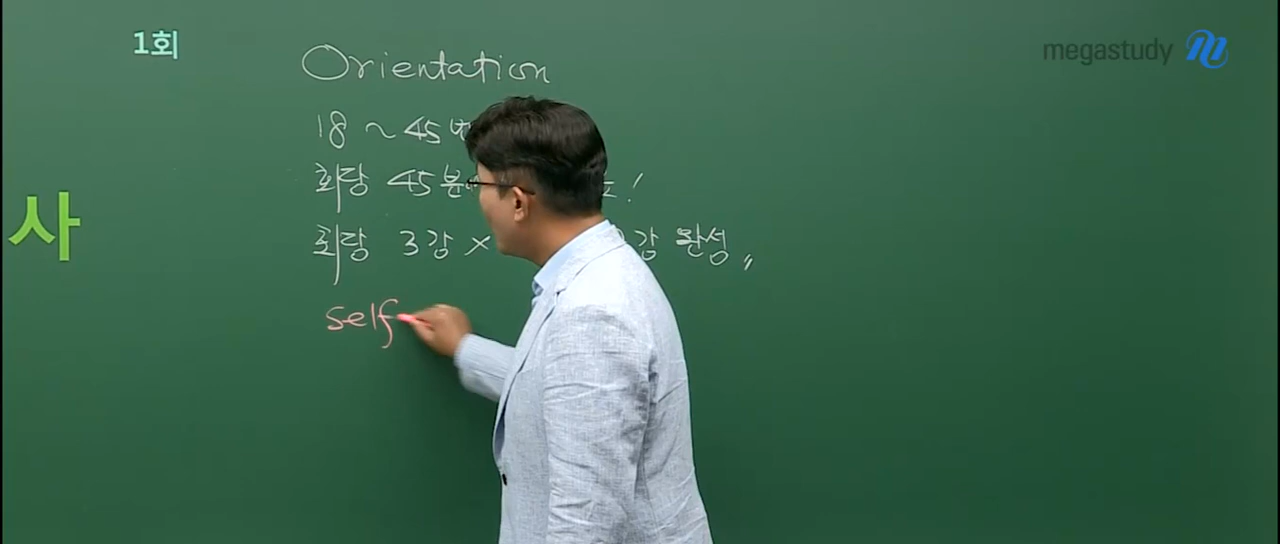 1회
megastudy
Orientation
18 ~ 45
회당 45분
회당 3강 × 강 완성 〃
사
self